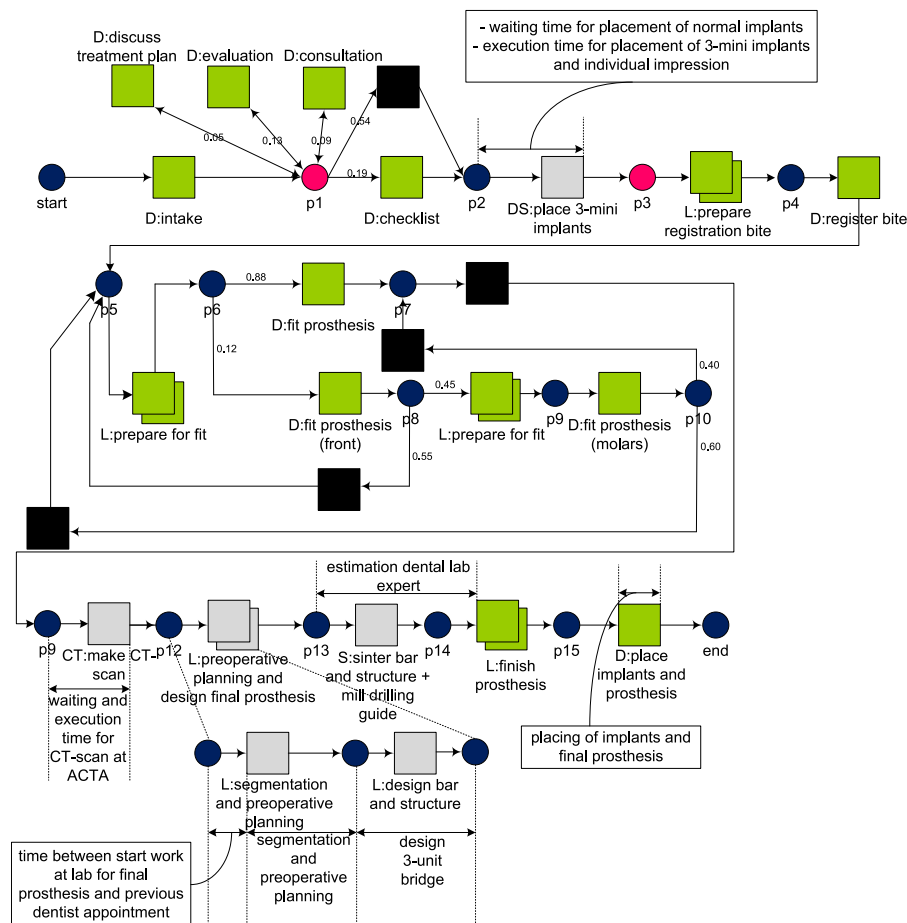 D:discuss
treatment plan
D:evaluation
D:consultation
- waiting time for placement of normal implants
- execution time for placement of 3-mini implants
and individual impression
0.05
0.13
0.09
0.54
0.19
start
D:intake
p1
D:checklist
p2
DS:place 3-mini
implants
p3
L:prepare
registration bite
p4
D:register bite
p5
p6
0.88
D:fit prosthesis
p7
0.12
L:prepare for fit
D:fit prosthesis
(front)
p8
0.45
L:prepare for fit
p9
D:fit prosthesis
(molars)
p10
0.40
0.60
0.55
estimation dental lab
expert
p9
CT:make CT-
scan
p12
L:preoperative
planning and
design final prosthesis
p13
S:sinter bar
and structure +
mill drilling
guide
p14
L:finish
prosthesis
p15
D:place
implants and
prosthesis
end
waiting and
execution
time for
CT-scan at
ACTA
placing of implants and
final prosthesis
L:segmentation
and preoperative
planning
L:design bar
and structure
segmentation
and
preoperative
planning
design
3-unit
bridge
time between start work
at lab for final
prosthesis and previous
dentist appointment